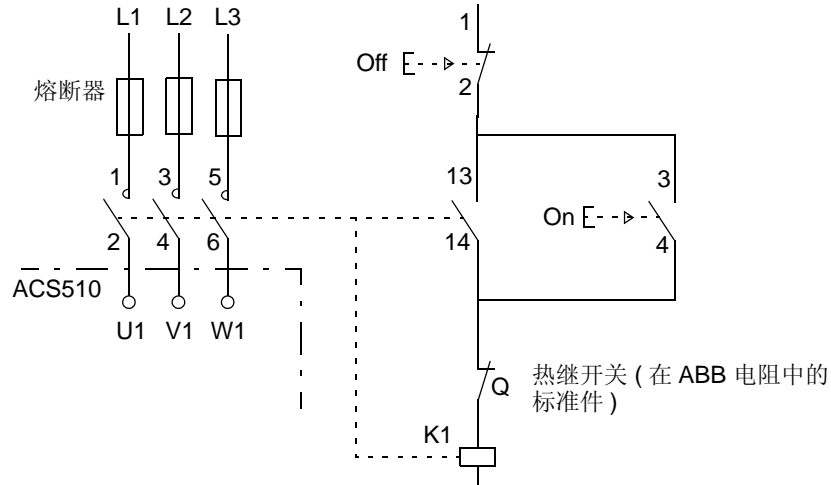 L1 L2 L3
1
Off
2
熔断器
1 3 5
13
3
On
2 4 6
14
4
ACS510
U1 V1 W1
Q
热继开关 ( 在 ABB 电阻中的
标准件 )
K1